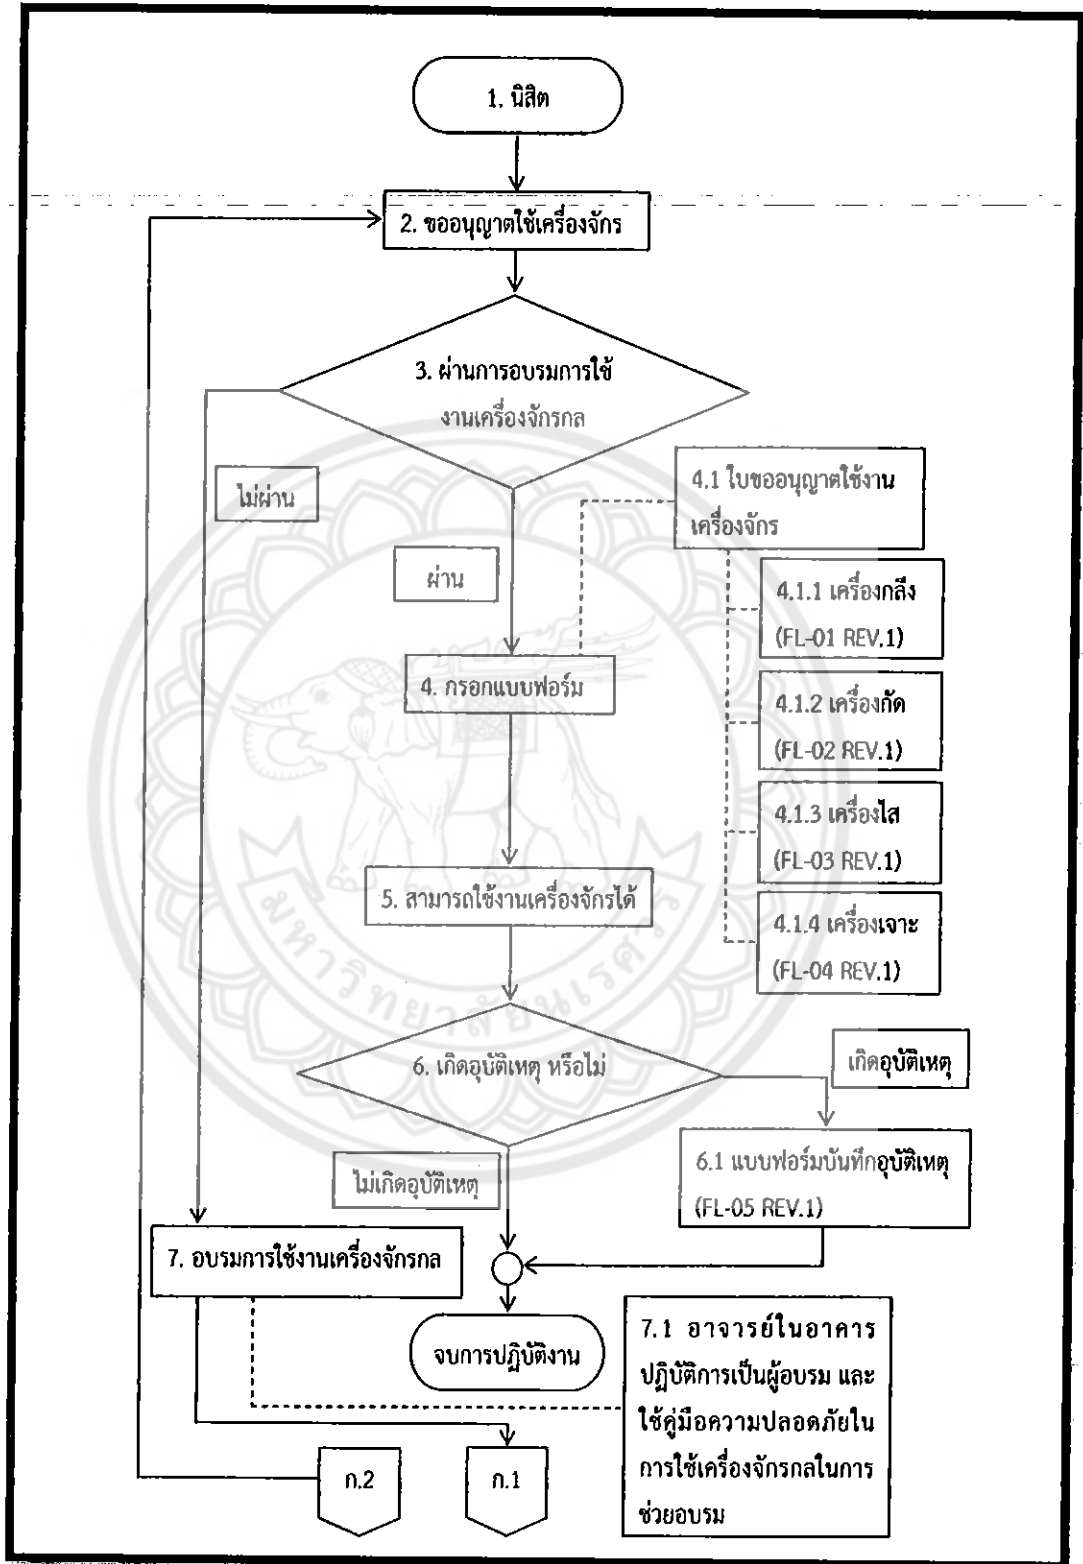 1. นิสิต
2. ขออนุญาตใช้เครื่องจักร
3. ผ่านการอบรมการใช้
งานเครื่องจักรกล
ไม่ผ่าน
ผ่าน
4.1 ใบขออนุญาตใช้งาน
เครื่องจักร
4.1.1 เครื่องกลึง
(FL-01 REV.1)
4. กรอกแบบฟอร์ม
4.1.2 เครื่องกัด
(FL-02 REV.1)
4.1.3 เครื่องไส
(FL-03 REV.1)
5. สามารถใช้งานเครื่องจักรได้
4.1.4 เครื่องเจาะ
(FL-04 REV.1)
มหาวิทยาลัยนเรศวร
6. เกิดอุบัติเหตุ หรือไม่
เกิดอุบัติเหตุ
ไม่เกิดอุบัติเหตุ
6.1 แบบฟอร์มบันทึกอุบัติเหตุ
(FL-05 REV.1)
7. อบรมการใช้งานเครื่องจักรกล
จบการปฏิบัติงาน
7.1 อาจารย์ในอาคาร
ปฏิบัติการเป็นผู้อบรม และ
ใช้คู่มือความปลอดภัยใน
การใช้เครื่องจักรกลในการ
ช่วยอบรม
ก.2
ก.1